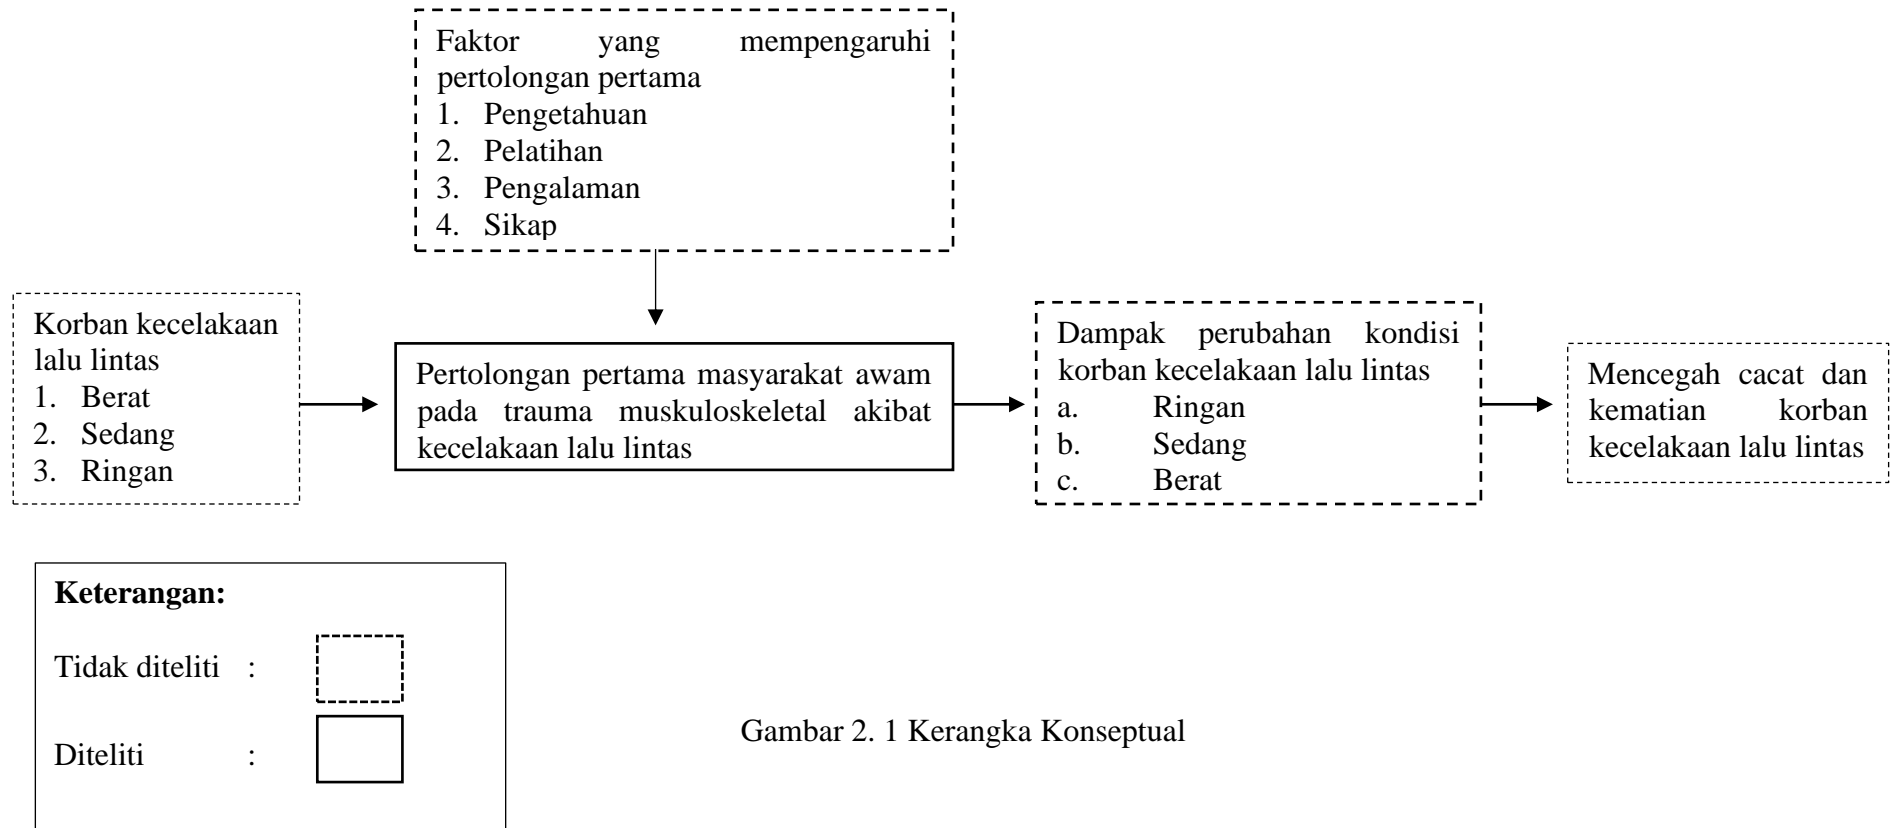 Faktor yang mempengaruhi
pertolongan pertama
1. Pengetahuan
2. Pelatihan
3. Pengalaman
4. Sikap
Korban kecelakaan
lalu lintas
1. Berat
2. Sedang
3. Ringan
Pertolongan pertama masyarakat awam
pada trauma muskuloskeletal akibat
kecelakaan lalu lintas
Dampak perubahan kondisi
korban kecelakaan lalu lintas
a. Ringan
b. Sedang
c. Berat
Mencegah cacat dan
kematian korban
kecelakaan lalu lintas
Keterangan:
Tidak diteliti :
Diteliti :
Gambar 2. 1 Kerangka Konseptual